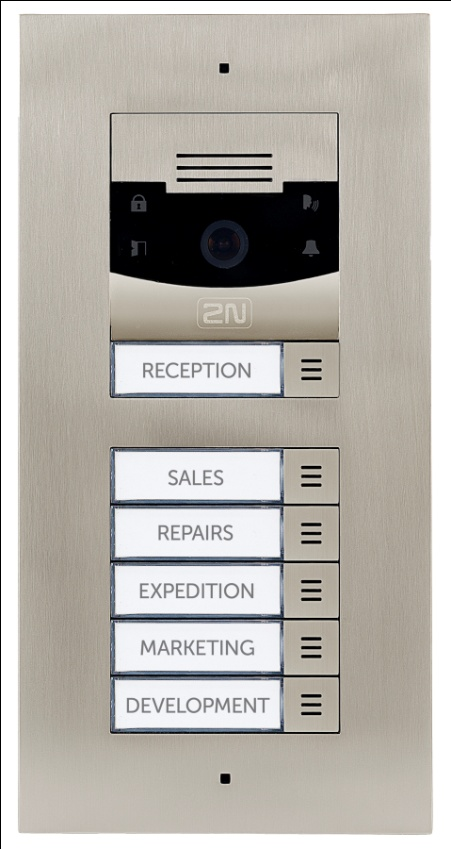 2N
RECEPTION
SALES
REPAIRS
EXPEDITION
MARKETING
DEVELOPMENT